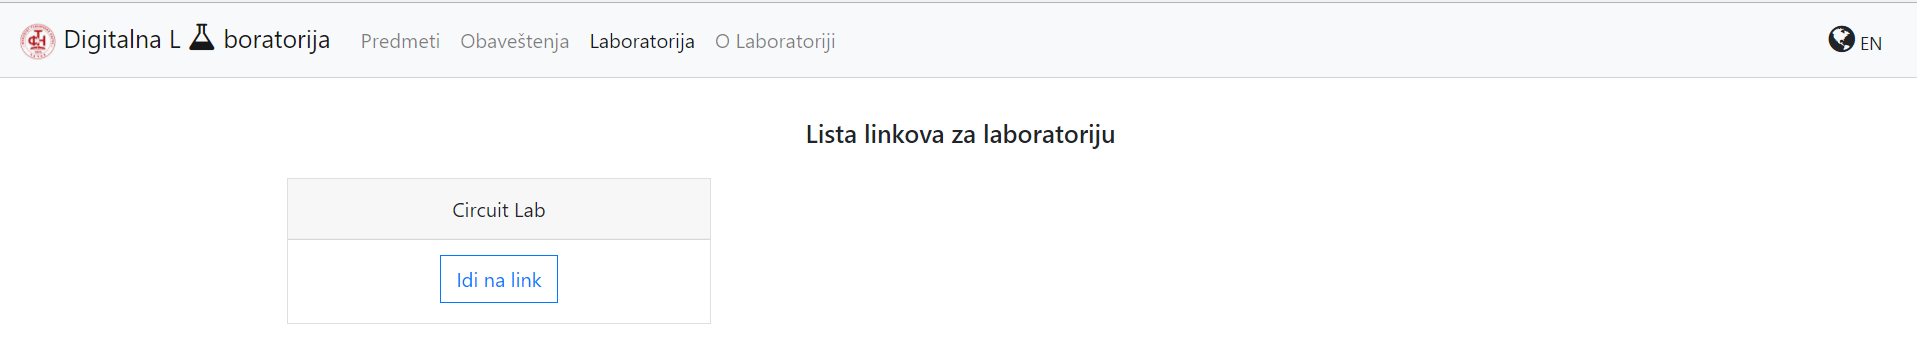 Digitalna L boratorija Predmeti Obaveštenja Laboratorija O Laboratoriji EN
Lista linkova za laboratoriju
Circuit Lab
Idi na link